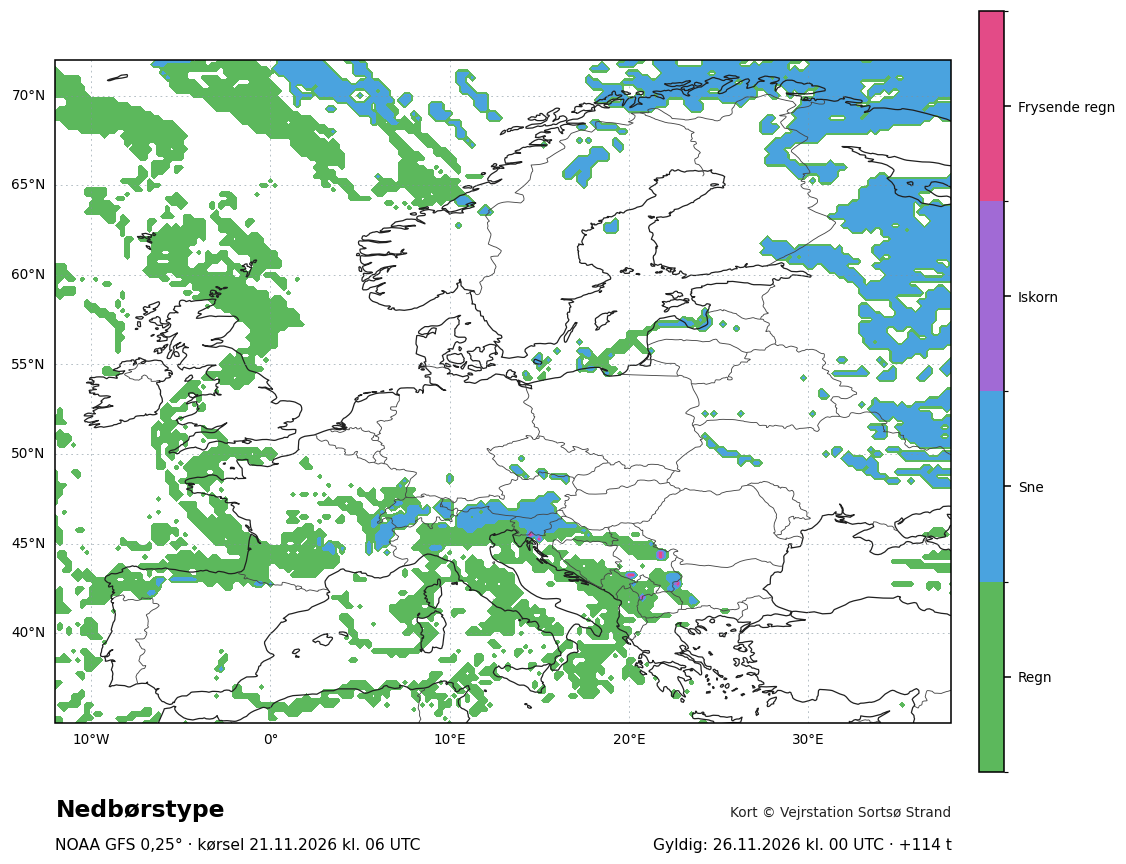 70°N
65°N
60°N
55°N
50°N
45°N
40°N
10°W
0°
10°E
20°E
30°E
Frysende regn
Iskorn
Sne
Regn
Nedbørstype
Kort © Vejrstation Sortsø Strand
NOAA GFS 0,25° · kørsel 21.11.2026 kl. 06 UTC
Gyldig: 26.11.2026 kl. 00 UTC · +114 t